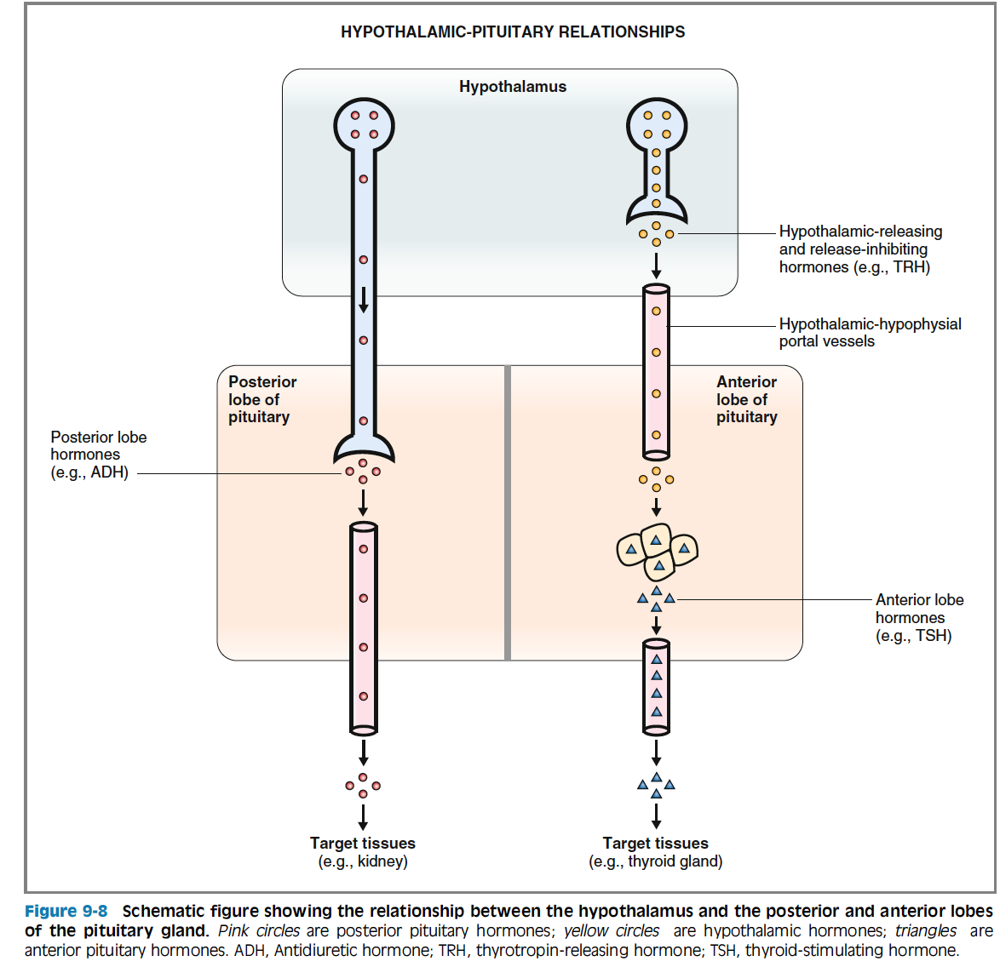 HYPOTHALAMIC-PITUITARY RELATIONSHIPS
Hypothalamus
Hypothalamic-releasing
and release-inhibiting
hormones (e.g., TRH)
Hypothalamic-hypophysial
portal vessels
Posterior
lobe of
pituitary
Anterior
lobe of
pituitary
Posterior lobe
hormones
(e.g., ADH)
Anterior lobe
hormones
(e.g., TSH)
Target tissues
(e.g., kidney)
Target tissues
(e.g., thyroid gland)
Figure 9-8 Schematic figure showing the relationship between the hypothalamus and the posterior and anterior lobes
of the pituitary gland. Pink circles are posterior pituitary hormones; yellow circles are hypothalamic hormones; triangles are
anterior pituitary hormones. ADH, Antidiuretic hormone; TRH, thyrotropin-releasing hormone; TSH, thyroid-stimulating hormone.